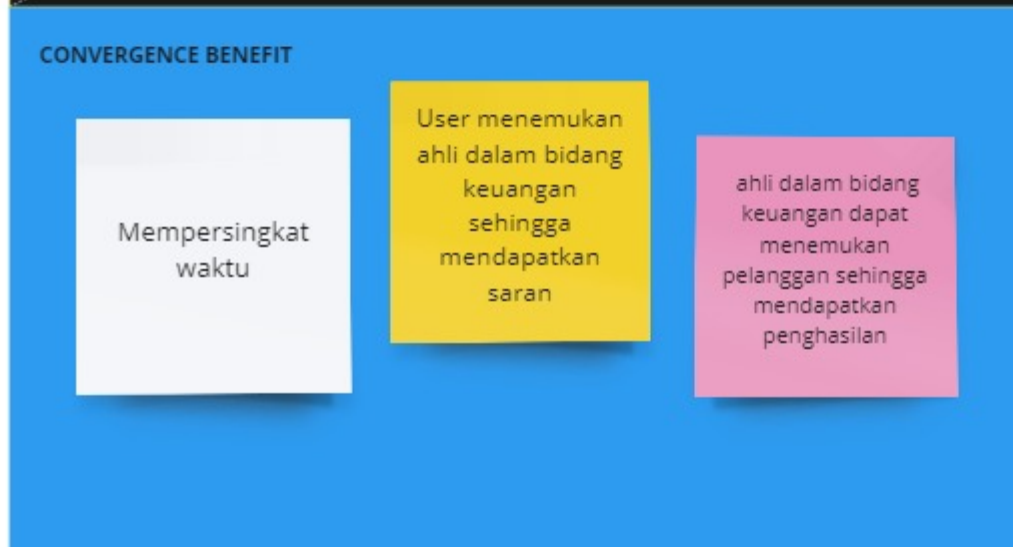 CONVERGENCE BENEFIT
Mempersingkat
waktu
User menemukan
ahli dalam bidang
keuangan
sehingga
mendapatkan
saran
ahli dalam bidang
keuangan dapat
menemukan
pelanggan sehingga
mendapatkan
penghasilan